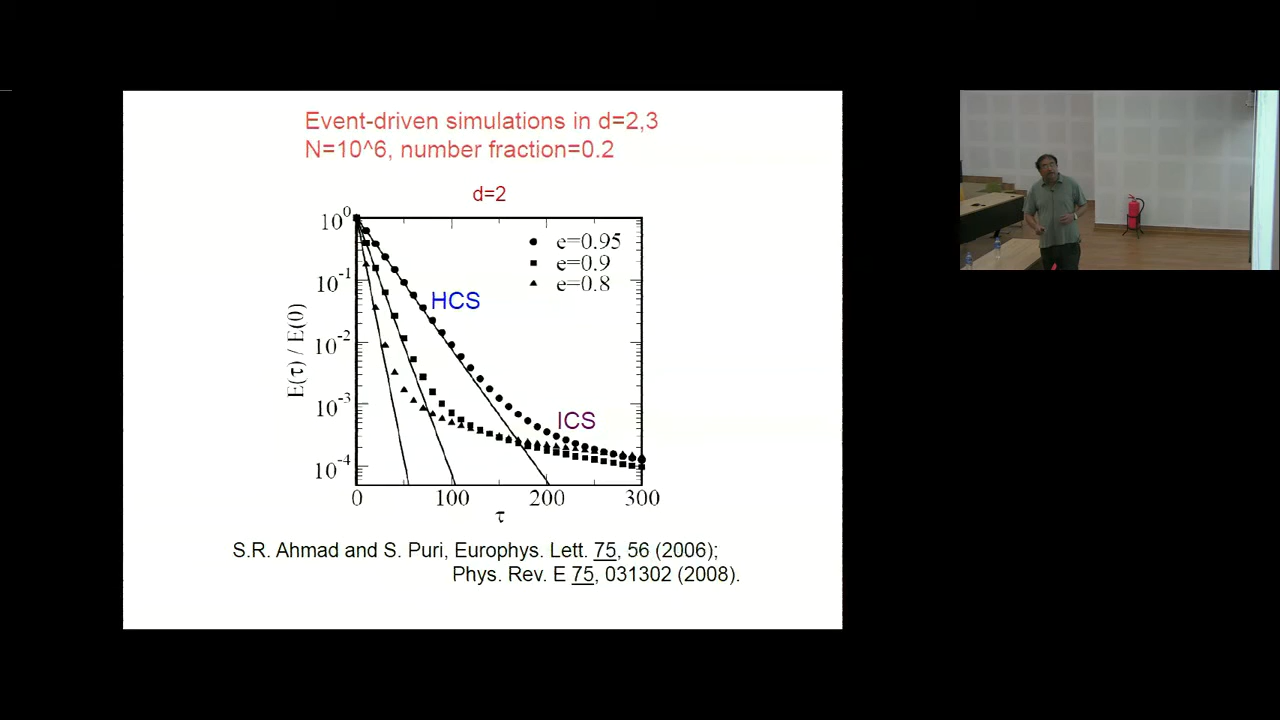 Event-driven simulations in d=2,3
N=10^6, number fraction=0.2
d=2
10^0
10^-1
10^-2
10^-3
10^-4
E(τ) / E(0)
e=0.95
e=0.9
e=0.8
HCS
ICS
0 100 200 300
τ
S.R. Ahmad and S. Puri, Europhys. Lett. 75, 56 (2006);
Phys. Rev. E 75, 031302 (2008).